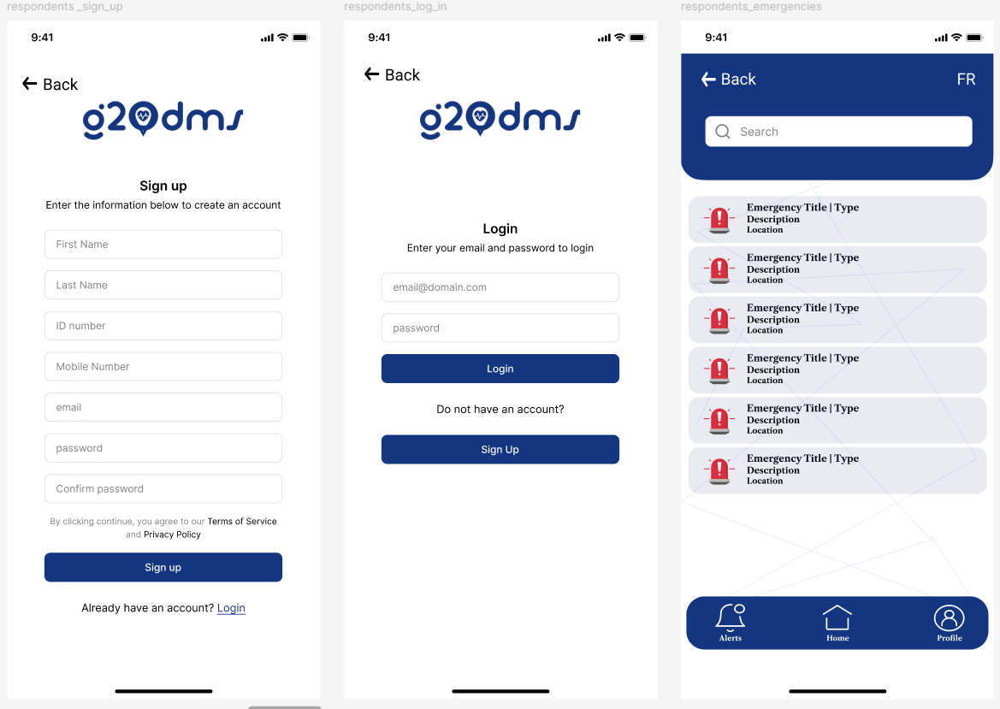 respondents _sign_up
9:41
Back
g2dms
Sign up
Enter the information below to create an account
First Name
Last Name
ID number
Mobile Number
email
password
Confirm password
By clicking continue, you agree to our Terms of Service
and Privacy Policy
Sign up
Already have an account? Login
respondents_log_in
9:41
Back
g2dms
Login
Enter your email and password to login
email@domain.com
password
Login
Do not have an account?
Sign Up
respondents_emergencies
9:41
Back
FR
Search
Emergency Title | Type
Description
Location
Emergency Title | Type
Description
Location
Emergency Title | Type
Description
Location
Emergency Title | Type
Description
Location
Emergency Title | Type
Description
Location
Emergency Title | Type
Description
Location
Alerts
Home
Profile